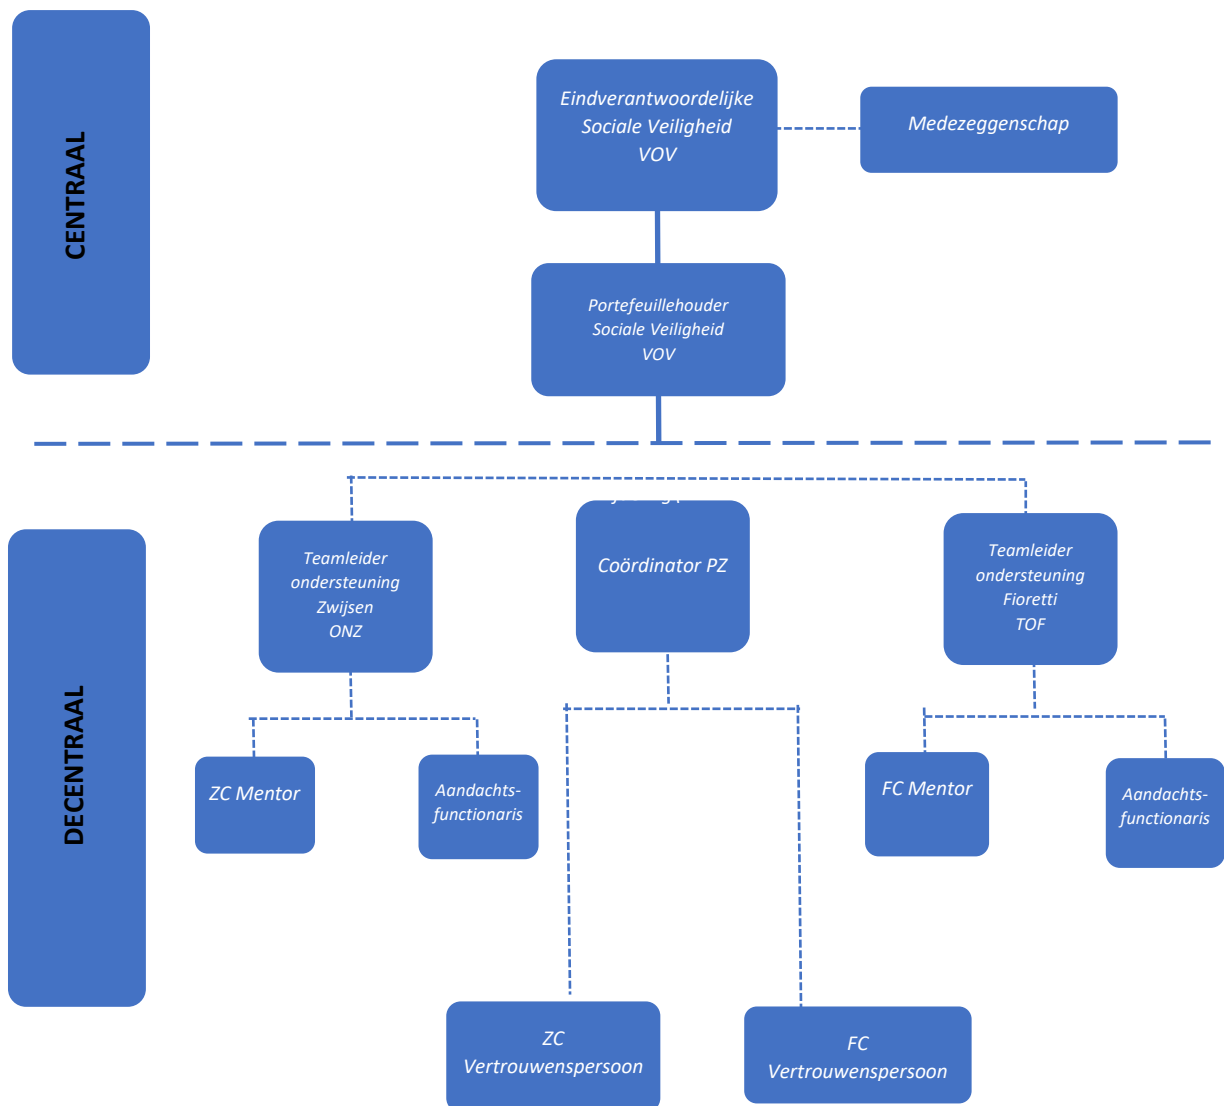 CENTRAAL
Eindverantwoordelijke
Sociale Veiligheid
VOV
Medezeggenschap
Portefeuillehouder
Sociale Veiligheid
VOV
DECENTRAAL
Teamleider
ondersteuning
Zwijsen
ONZ
Coördinator PZ
Teamleider
ondersteuning
Fioretti
TOF
ZC Mentor
Aandachts-
functionaris
FC Mentor
Aandachts-
functionaris
ZC
Vertrouwenspersoon
FC
Vertrouwenspersoon